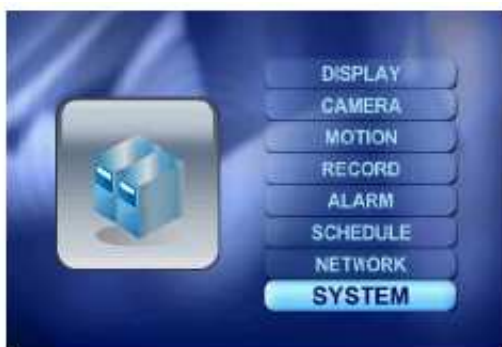 DISPLAY
CAMERA
MOTION
RECORD
ALARM
SCHEDULE
NETWORK
SYSTEM